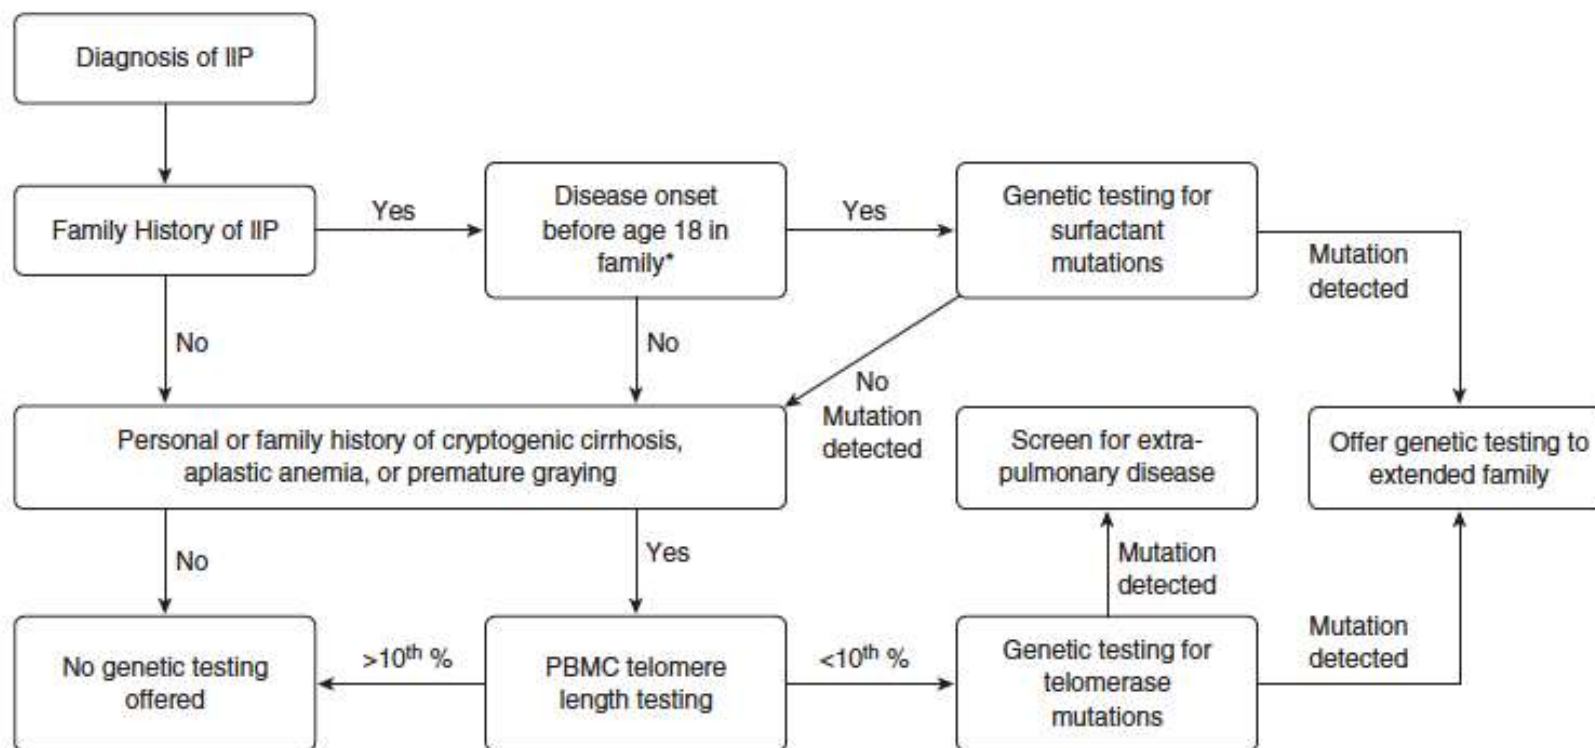 Diagnosis of IIP
Family History of IIP
Yes
Disease onset
before age 18 in
family*
Yes
Genetic testing for
surfactant
mutations
Mutation
detected
No
No
No
Mutation
detected
Personal or family history of cryptogenic cirrhosis,
aplastic anemia, or premature graying
Screen for extra-
pulmonary disease
Offer genetic testing to
extended family
No
Yes
Mutation
detected
No genetic testing
offered
>10th %
PBMC telomere
length testing
<10th %
Genetic testing for
telomerase
mutations
Mutation
detected